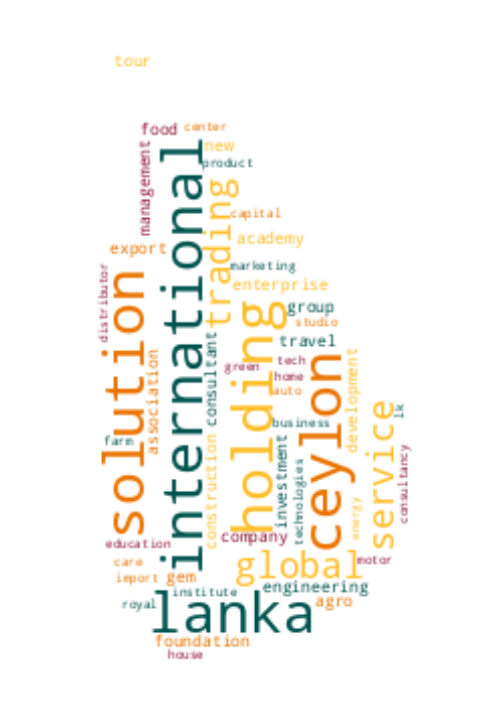 tour
food
center
new
product
management
international
trading
capital
academy
export
marketing
distributor
enterprise
solution
holding
group
studio
travel
consultant
association
green
tech
home
auto
ceylon
development
service
lk
business
farm
construction
investment
technologies
energy
consultancy
company
education
global
motor
care
import
gem
institute
engineering
royal
lanka
agro
foundation
house